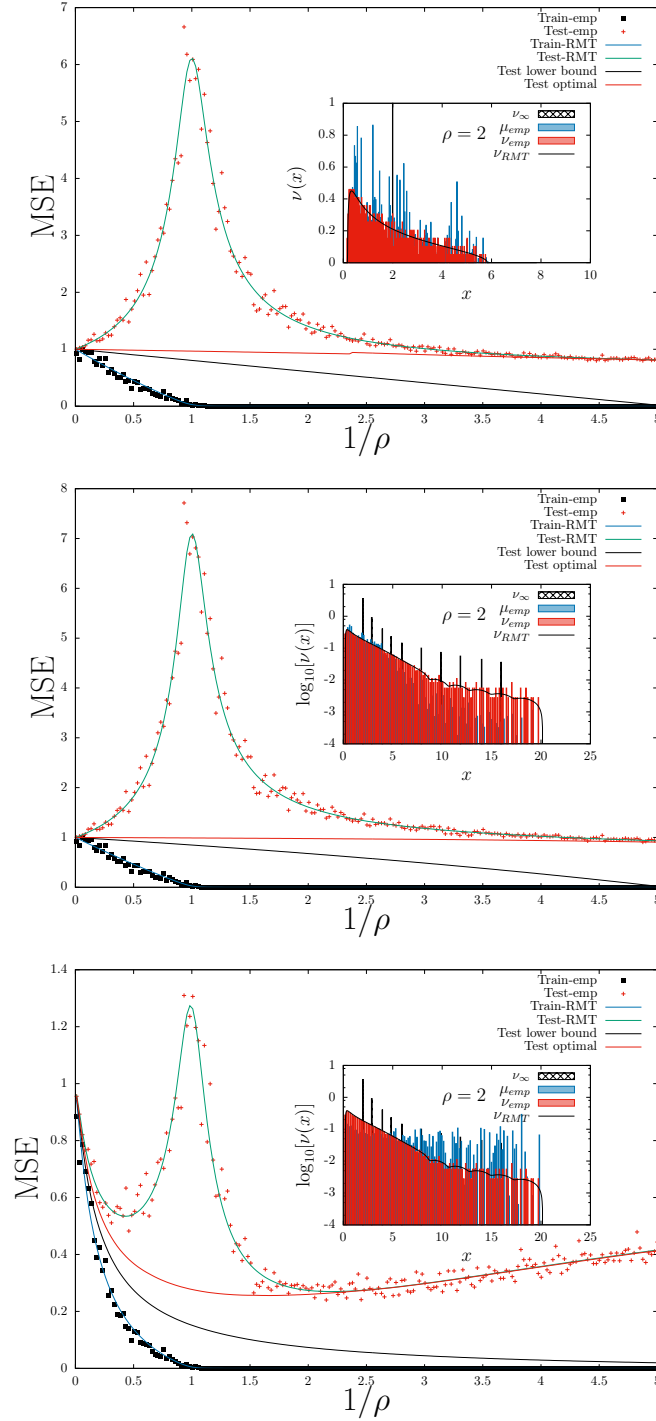 7
6
5
4
3
2
1
0
MSE
Train-emp
Test-emp
Train-RMT
Test-RMT
Test lower bound
Test optimal
1
0.8
0.6
0.4
0.2
0
ν(x)
ρ = 2
ν∞
μemp
νemp
νRMT
0 2 4 6 8 10
x
0 0.5 1 1.5 2 2.5 3 3.5 4 4.5 5
1/ρ
8
7
6
5
4
3
2
1
0
MSE
Train-emp
Test-emp
Train-RMT
Test-RMT
Test lower bound
Test optimal
1
0
-1
-2
-3
-4
log10[ν(x)]
ρ = 2
ν∞
μemp
νemp
νRMT
0 5 10 15 20 25
x
0 0.5 1 1.5 2 2.5 3 3.5 4 4.5 5
1/ρ
1.4
1.2
1
0.8
0.6
0.4
0.2
0
MSE
Train-emp
Test-emp
Train-RMT
Test-RMT
Test lower bound
Test optimal
1
0
-1
-2
-3
-4
log10[ν(x)]
ρ = 2
ν∞
μemp
νemp
νRMT
0 5 10 15 20 25
x
0 0.5 1 1.5 2 2.5 3 3.5 4 4.5 5
1/ρ